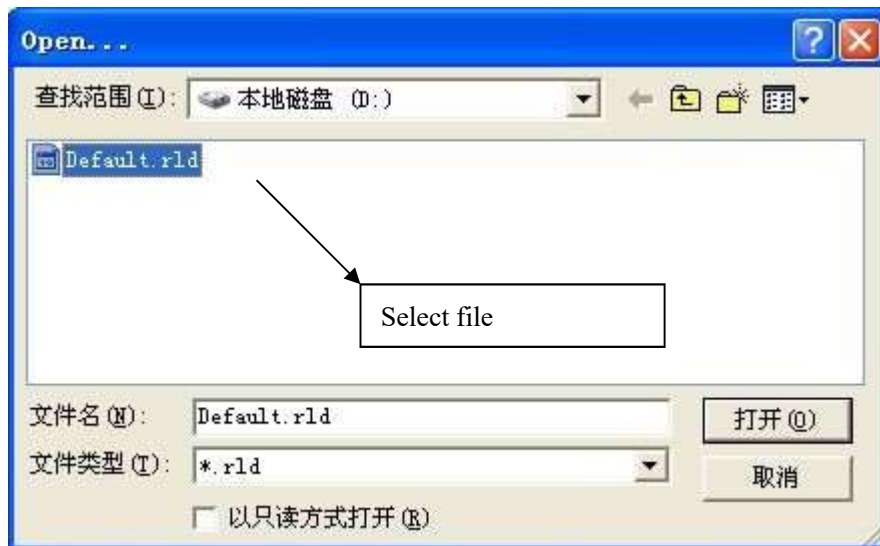 Open...
查找范围(I): 本地磁盘 (D:)
Default.rld
Select file
文件名(N): Default.rld 打开(O)
文件类型(T): *.rld 取消
以只读方式打开(R)